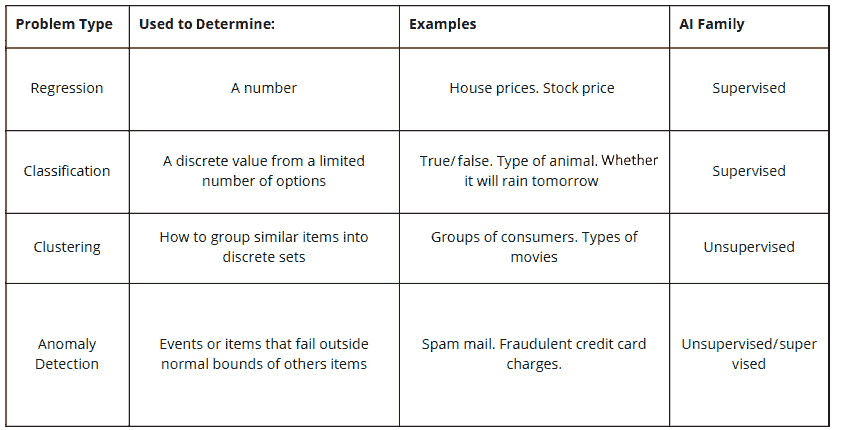 Problem Type Used to Determine: Examples AI Family
Regression A number House prices. Stock price Supervised
Classification
A discrete value from a limited
number of options
True/false. Type of animal. Whether
it will rain tomorrow
Supervised
Clustering
How to group similar items into
discrete sets
Groups of consumers. Types of
movies
Unsupervised
Anomaly
Detection
Events or items that fail outside
normal bounds of others items
Spam mail. Fraudulent credit card
charges.
Unsupervised/super
vised